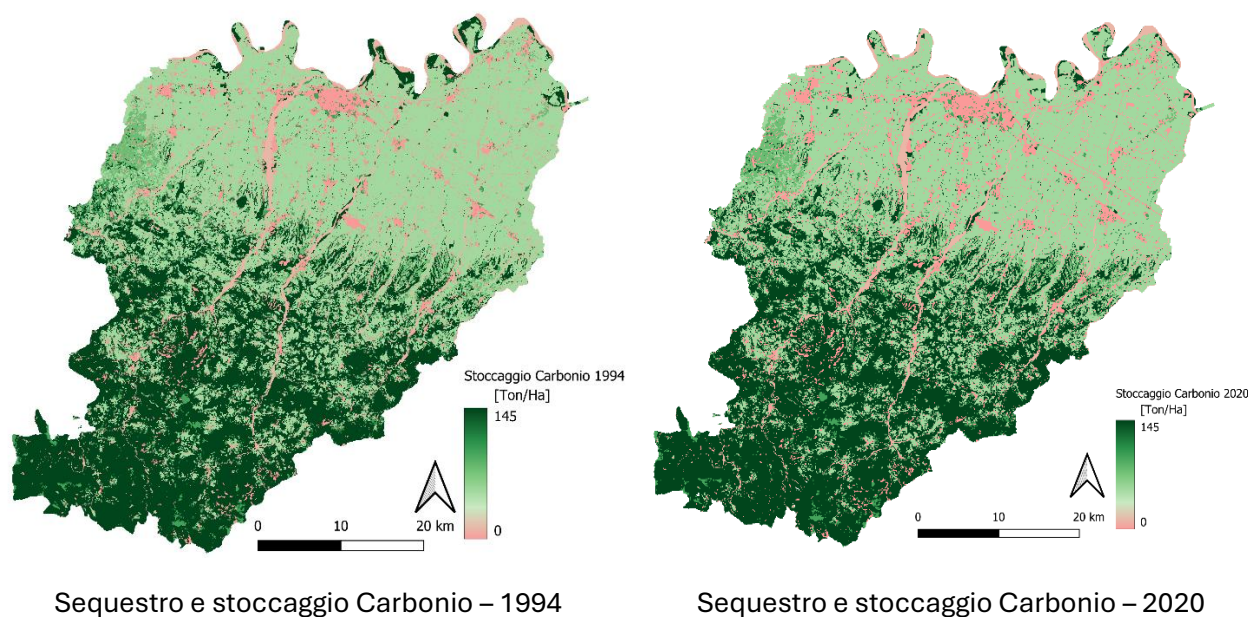 Stoccaggio Carbonio 1994
[Ton/Ha]
145
0
0 10 20 km
Stoccaggio Carbonio 2020
[Ton/Ha]
145
0
0 10 20 km
Sequestro e stoccaggio Carbonio – 1994
Sequestro e stoccaggio Carbonio – 2020